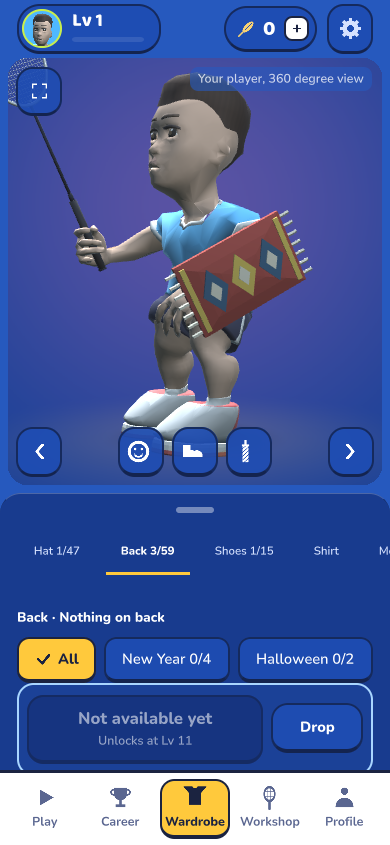 Lv 1
0
+
Your player, 360 degree view
Hat 1/47
Back 3/59
Shoes 1/15
Shirt
Back · Nothing on back
All
New Year 0/4
Halloween 0/2
Not available yet
Unlocks at Lv 11
Drop
Play
Career
Wardrobe
Workshop
Profile